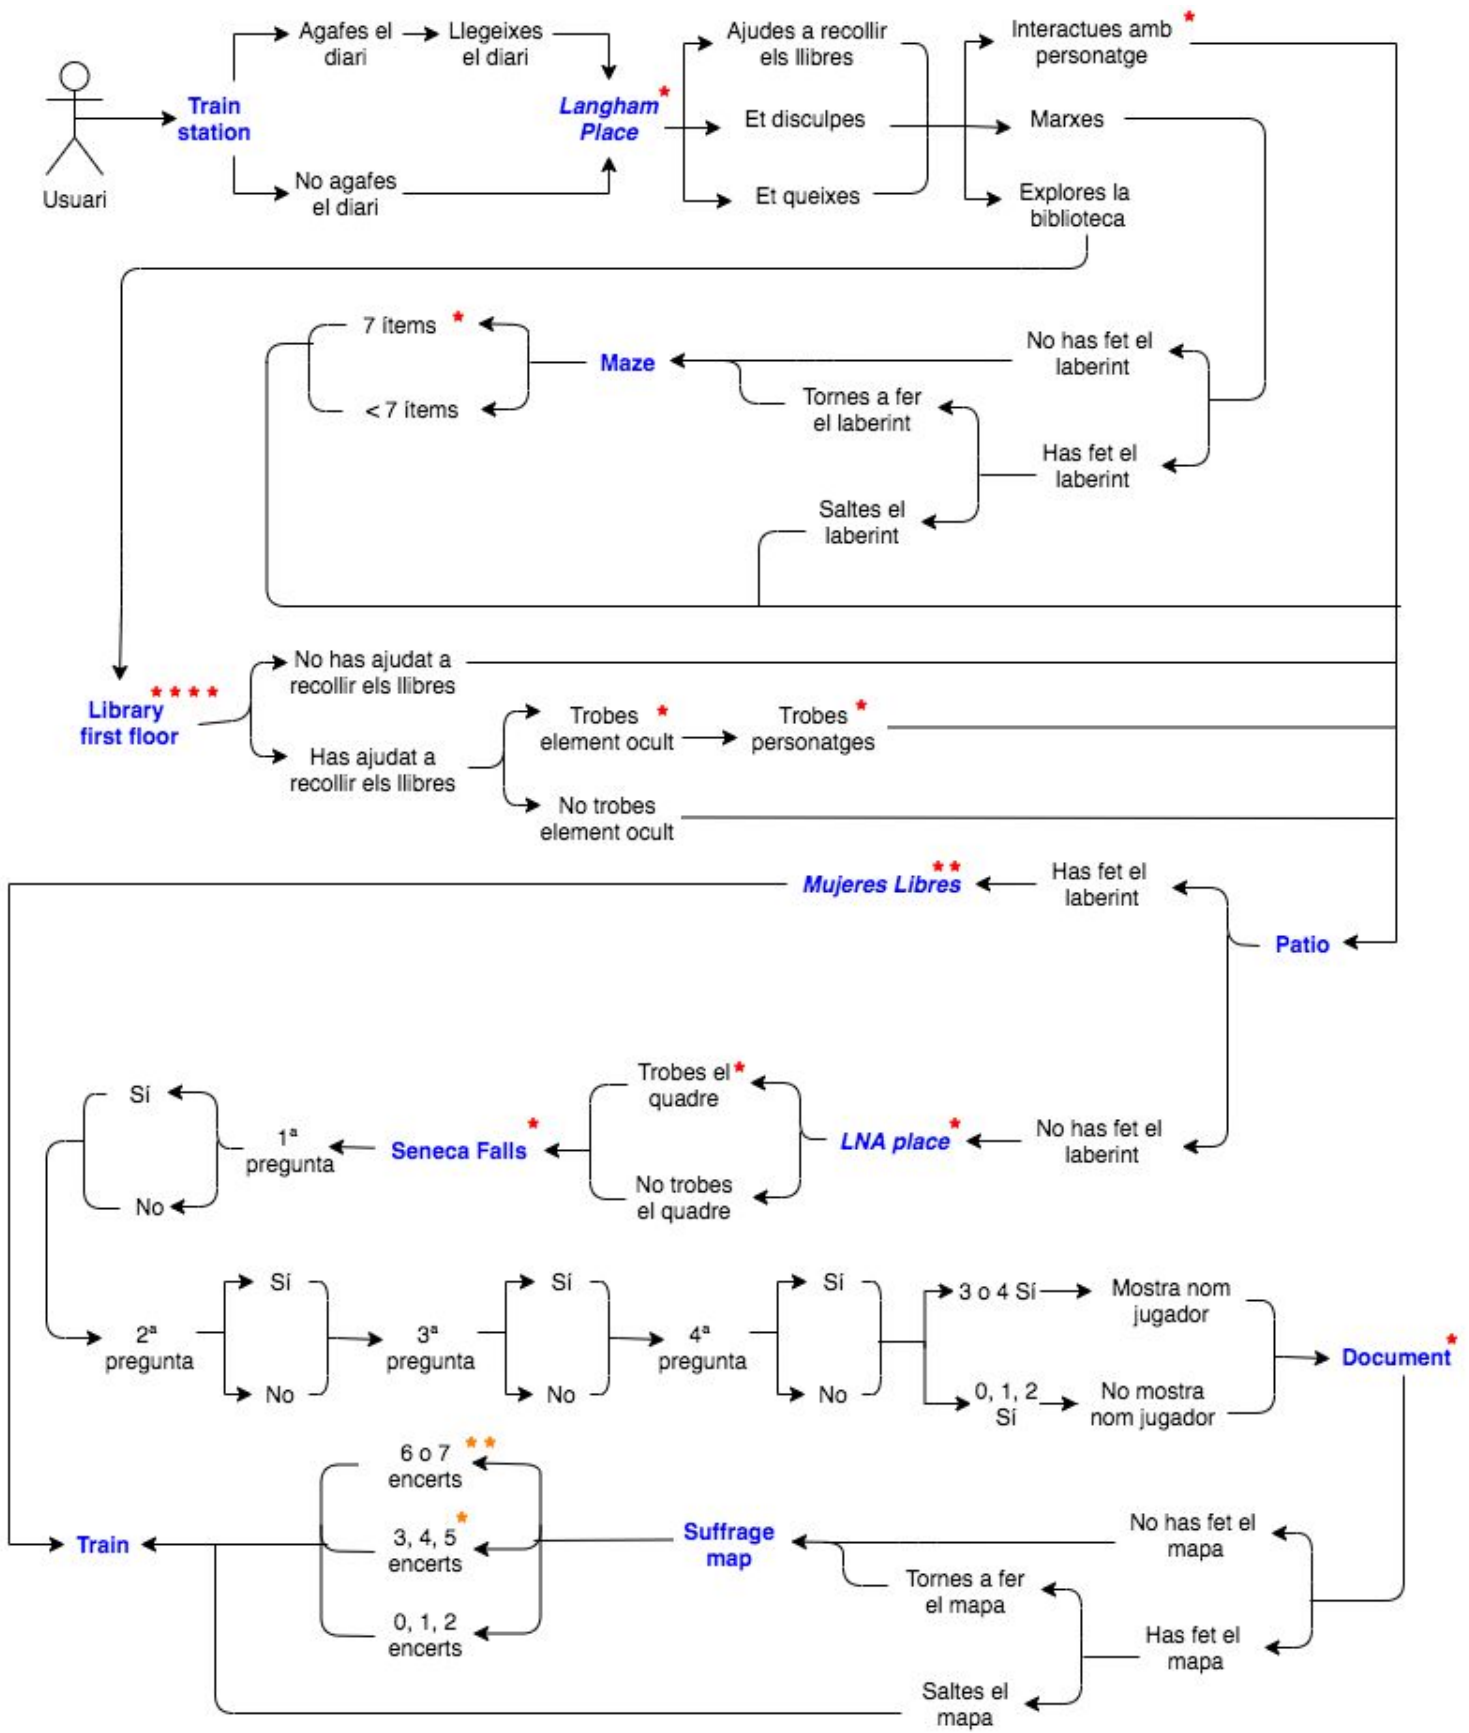 Usuari
Train
station
Agafes el
diari
Llegeixes
el diari
No agafes
el diari
Langham *
Place
Ajudes a recollir
els llibres
Et disculpes
Et queixes
Interactues amb *
personatge
Marxes
Explores la
biblioteca
No has fet el
laberint
Has fet el
laberint
Tornes a fer
el laberint
Saltes el
laberint
Maze
7 ítems *
< 7 ítems
Library * * * *
first floor
No has ajudat a
recollir els llibres
Has ajudat a
recollir els llibres
Trobes *
element ocult
Trobes *
personatges
No trobes
element ocult
Patio
Has fet el
laberint
Mujeres Libres * *
No has fet el
laberint
LNA place *
Trobes el *
quadre
No trobes
el quadre
Seneca Falls *
1ª
pregunta
Sí
No
2ª
pregunta
Sí
No
3ª
pregunta
Sí
No
4ª
pregunta
Sí
No
3 o 4 Sí
Mostra nom
jugador
0, 1, 2
Sí
No mostra
nom jugador
Document *
No has fet el
mapa
Has fet el
mapa
Tornes a fer
el mapa
Saltes el
mapa
Suffrage
map
6 o 7 * *
encerts
3, 4, 5 *
encerts
0, 1, 2
encerts
Train